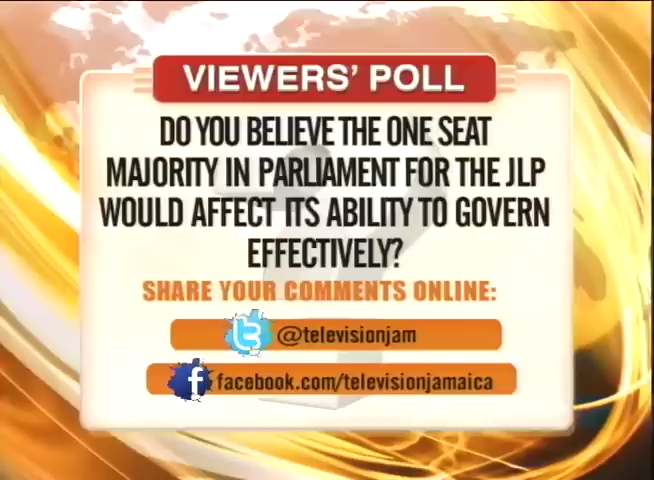 VIEWERS' POLL
DO YOU BELIEVE THE ONE SEAT
MAJORITY IN PARLIAMENT FOR THE JLP
WOULD AFFECT ITS ABILITY TO GOVERN
EFFECTIVELY?
SHARE YOUR COMMENTS ONLINE:
@televisionjam
facebook.com/televisionjamaica